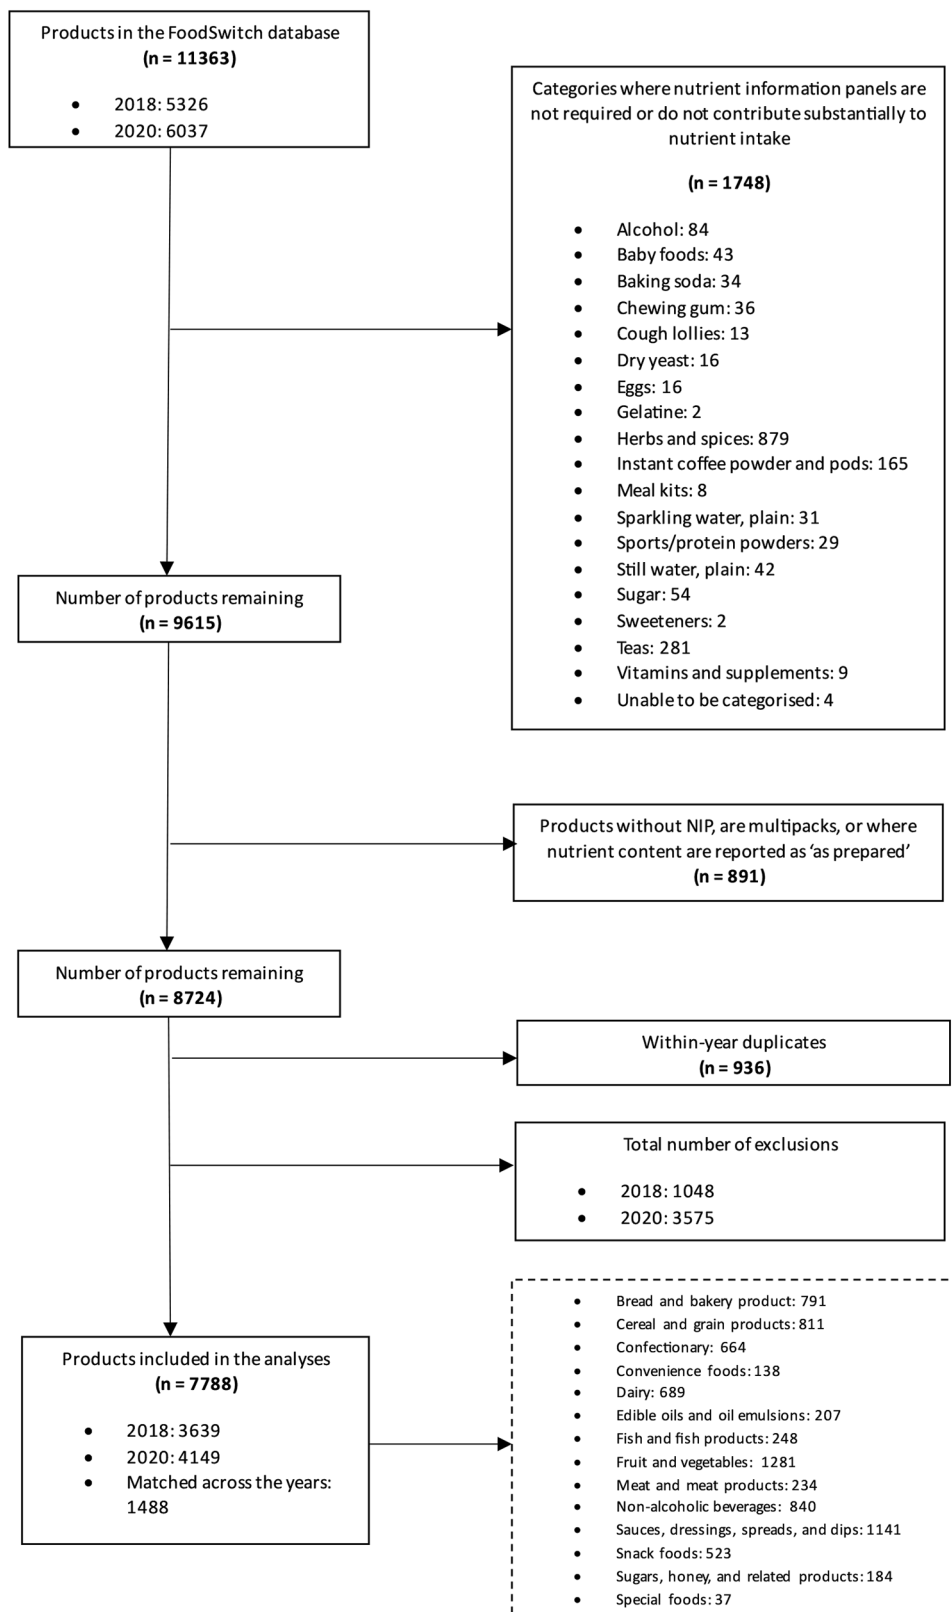 Products in the FoodSwitch database
(n = 11363)
• 2018: 5326
• 2020: 6037
Categories where nutrient information panels are
not required or do not contribute substantially to
nutrient intake
(n = 1748)
• Alcohol: 84
• Baby foods: 43
• Baking soda: 34
• Chewing gum: 36
• Cough lollies: 13
• Dry yeast: 16
• Eggs: 16
• Gelatine: 2
• Herbs and spices: 879
• Instant coffee powder and pods: 165
• Meal kits: 8
• Sparkling water, plain: 31
• Sports/protein powders: 29
• Still water, plain: 42
• Sugar: 54
• Sweeteners: 2
• Teas: 281
• Vitamins and supplements: 9
• Unable to be categorised: 4
Number of products remaining
(n = 9615)
Products without NIP, are multipacks, or where
nutrient content are reported as ‘as prepared’
(n = 891)
Number of products remaining
(n = 8724)
Within-year duplicates
(n = 936)
Total number of exclusions
• 2018: 1048
• 2020: 3575
Products included in the analyses
(n = 7788)
• 2018: 3639
• 2020: 4149
• Matched across the years:
1488
• Bread and bakery product: 791
• Cereal and grain products: 811
• Confectionary: 664
• Convenience foods: 138
• Dairy: 689
• Edible oils and oil emulsions: 207
• Fish and fish products: 248
• Fruit and vegetables: 1281
• Meat and meat products: 234
• Non-alcoholic beverages: 840
• Sauces, dressings, spreads, and dips: 1141
• Snack foods: 523
• Sugars, honey, and related products: 184
• Special foods: 37